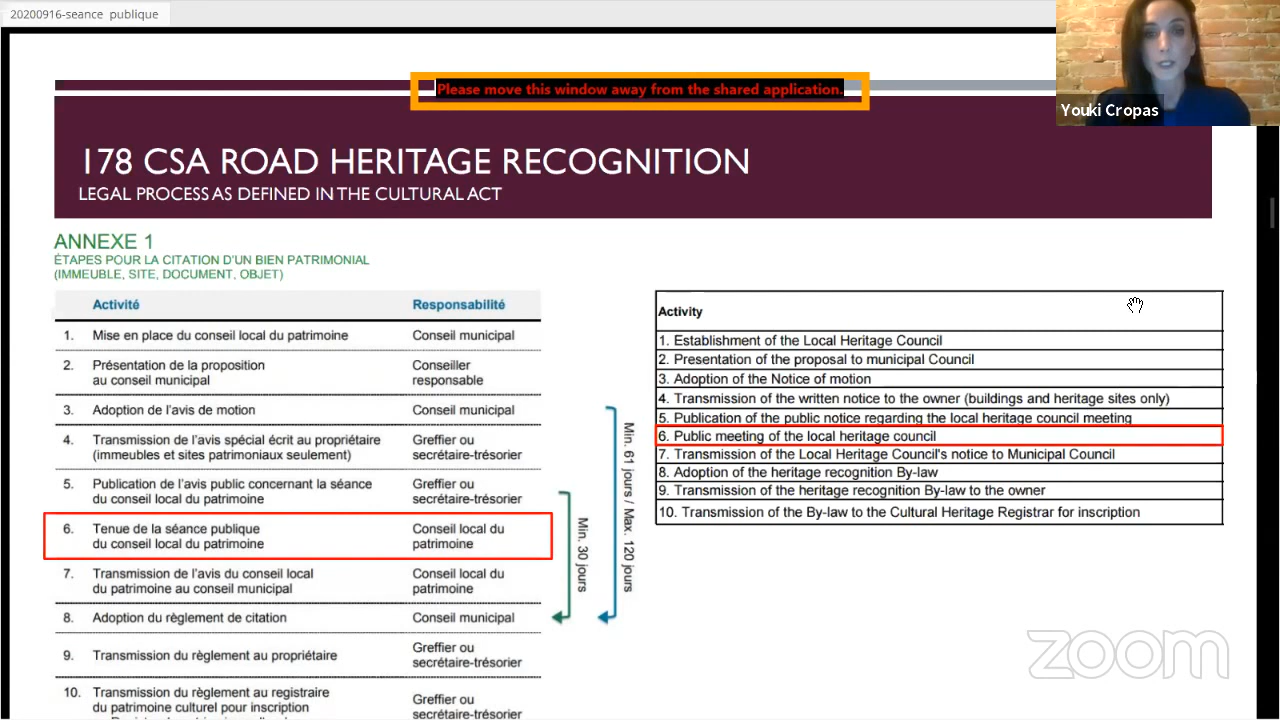 20200916-seance publique
Please move this window away from the shared application.
Youki Cropas
178 CSA ROAD HERITAGE RECOGNITION
LEGAL PROCESS AS DEFINED IN THE CULTURAL ACT
ANNEXE 1
ÉTAPES POUR LA CITATION D'UN BIEN PATRIMONIAL
(IMMEUBLE, SITE, DOCUMENT, OBJET)
Activité Responsabilité
1. Mise en place du conseil local du patrimoine Conseil municipal
2. Présentation de la proposition Conseiller
au conseil municipal responsable
3. Adoption de l'avis de motion Conseil municipal
4. Transmission de l'avis spécial écrit au propriétaire Greffier ou
(immeubles et sites patrimoniaux seulement) secrétaire-trésorier
5. Publication de l'avis public concernant la séance Greffier ou
du conseil local du patrimoine secrétaire-trésorier
6. Tenue de la séance publique Conseil local du
du conseil local du patrimoine patrimoine
7. Transmission de l'avis du conseil local Conseil local du
du patrimoine au conseil municipal patrimoine
8. Adoption du règlement de citation Conseil municipal
9. Transmission du règlement au propriétaire Greffier ou
secrétaire-trésorier
10. Transmission du règlement au registraire Greffier ou
du patrimoine culturel pour inscription secrétaire-trésorier
Min. 30 jours
Min. 61 jours / Max. 120 jours
Activity
1. Establishment of the Local Heritage Council
2. Presentation of the proposal to municipal Council
3. Adoption of the Notice of motion
4. Transmission of the written notice to the owner (buildings and heritage sites only)
5. Publication of the public notice regarding the local heritage council meeting
6. Public meeting of the local heritage council
7. Transmission of the Local Heritage Council's notice to Municipal Council
8. Adoption of the heritage recognition By-law
9. Transmission of the heritage recognition By-law to the owner
10. Transmission of the By-law to the Cultural Heritage Registrar for inscription
zoom